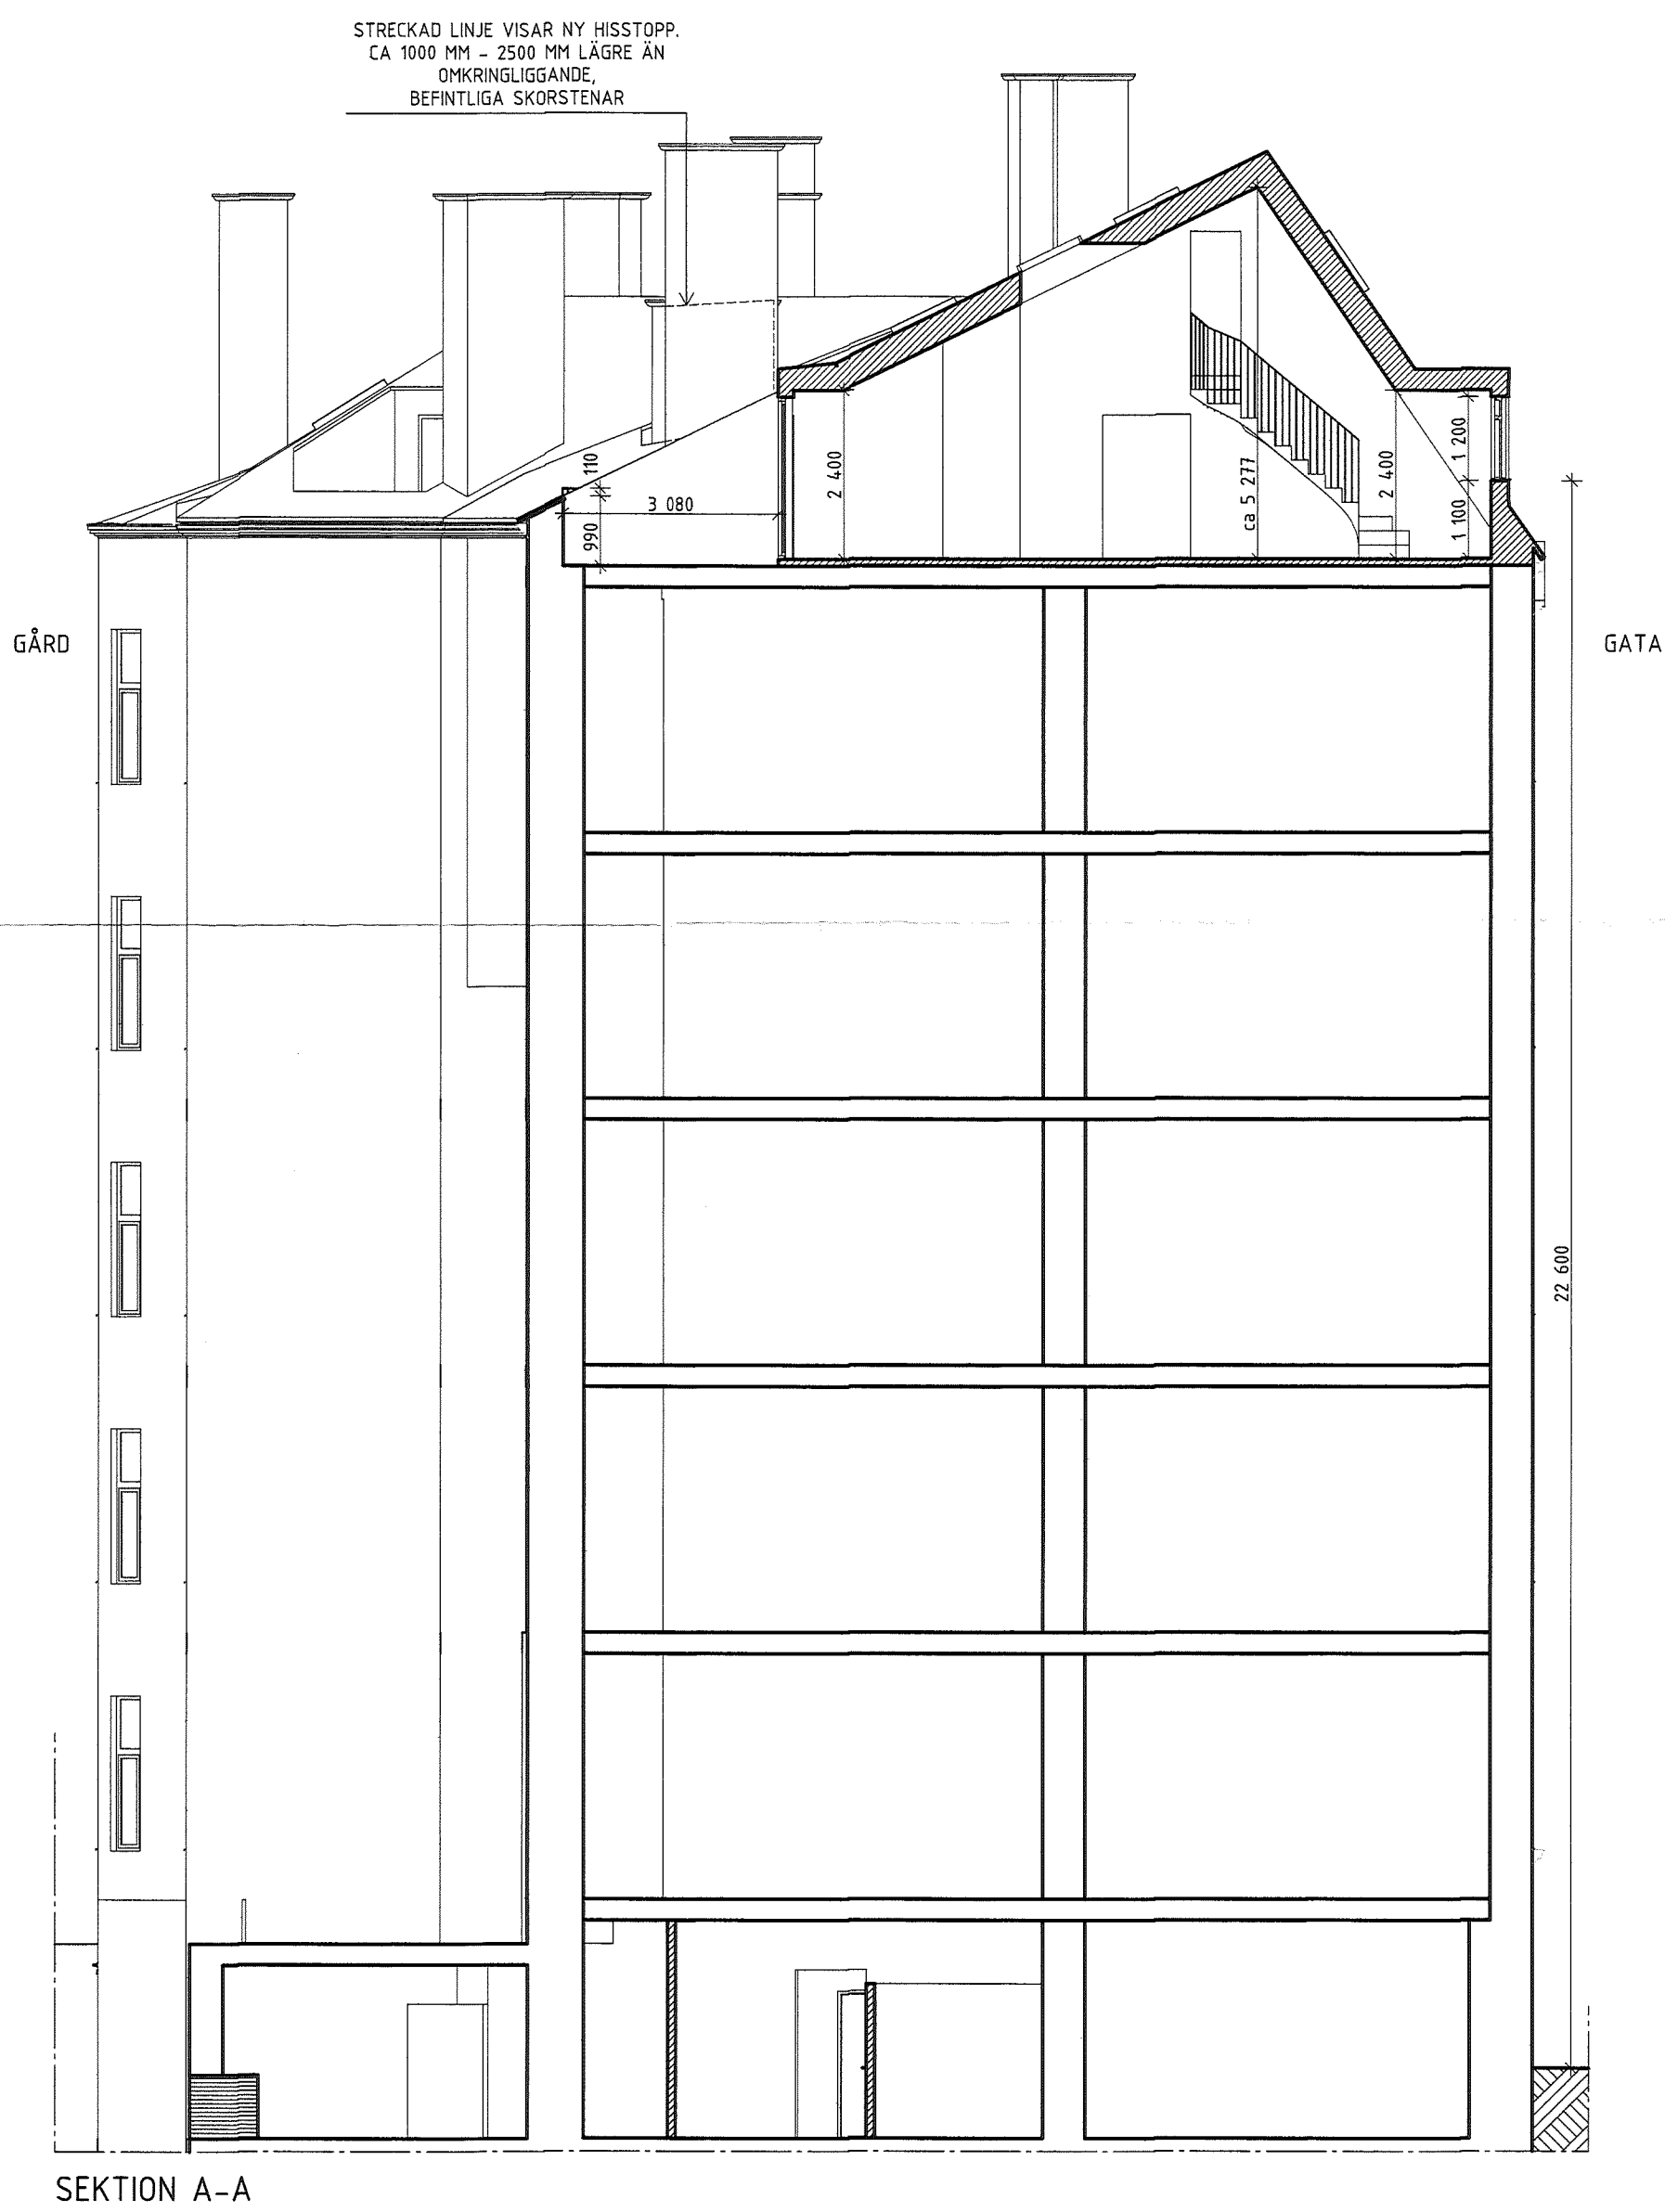 STRECKAD LINJE VISAR NY HISSTOPP.
CA 1000 MM - 2500 MM LÄGRE ÄN
OMKRINGLIGGANDE,
BEFINTLIGA SKORSTENAR
110
990
3 080
2 400
ca 5 277
2 400
1 200
1 100
GÅRD
GATA
22 600
SEKTION A-A